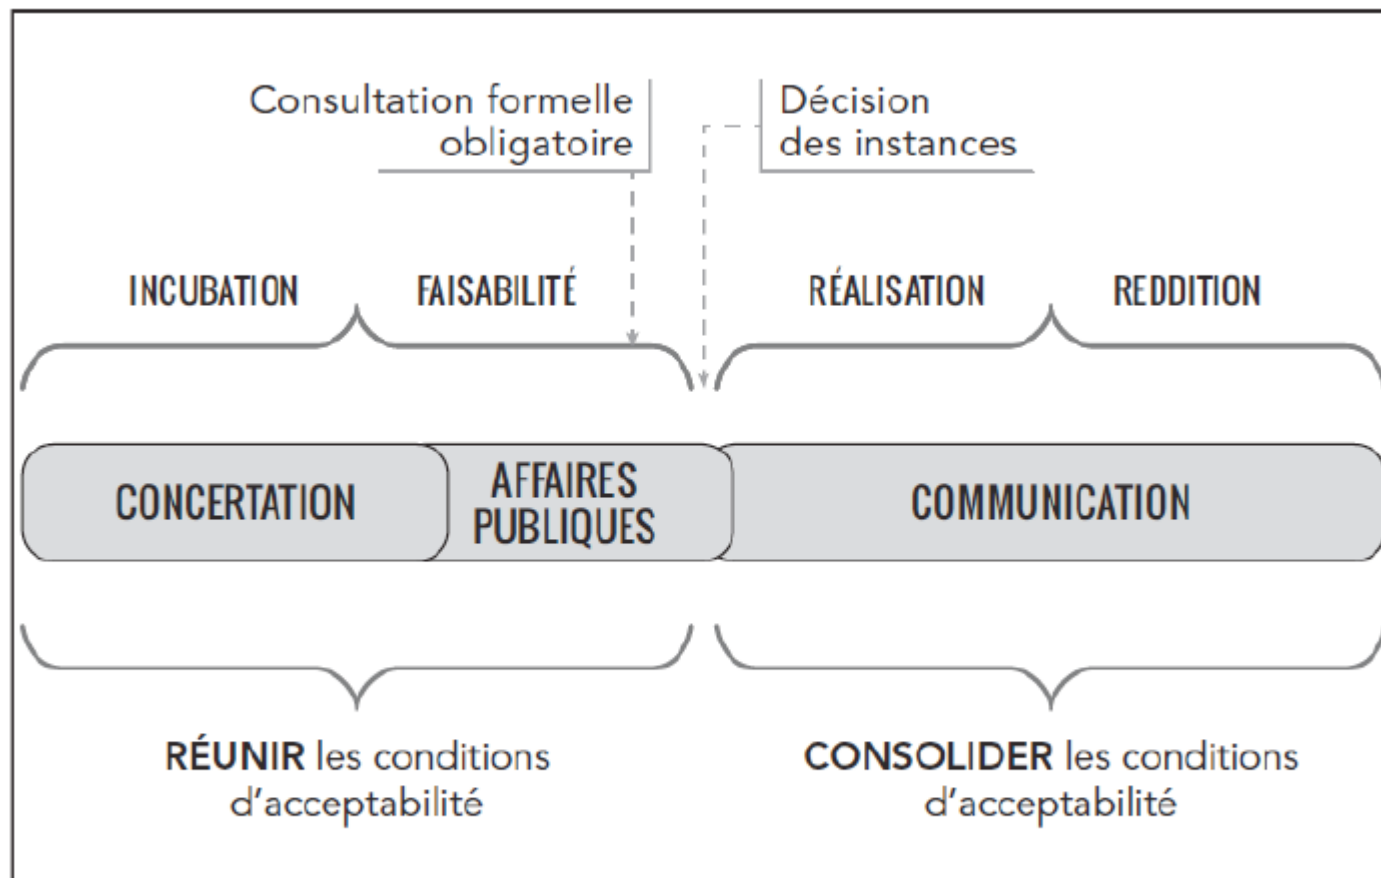 Consultation formelle
obligatoire
Décision
des instances
INCUBATION
FAISABILITÉ
RÉALISATION
REDDITION
CONCERTATION
AFFAIRES
PUBLIQUES
COMMUNICATION
RÉUNIR les conditions
d’acceptabilité
CONSOLIDER les conditions
d’acceptabilité